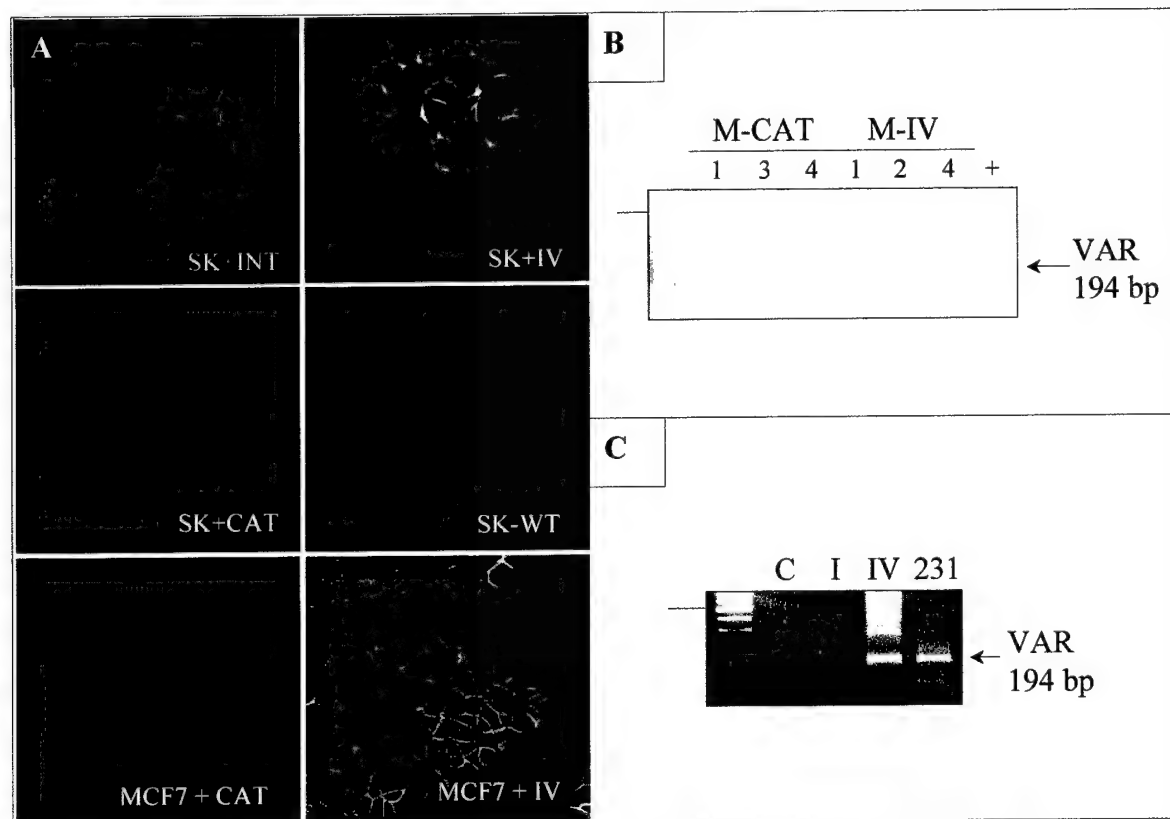 A
SK+INT
SK+IV
SK+CAT
SK-WT
MCF7 + CAT
MCF7 + IV
B
M-CAT M-IV
1 3 4 1 2 4 +
VAR
194 bp
C
C I IV 231
VAR
194 bp